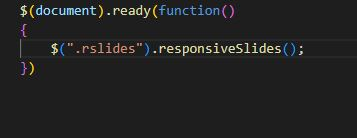 $(document).ready(function()
{
    $(".rslides").responsiveSlides();
})